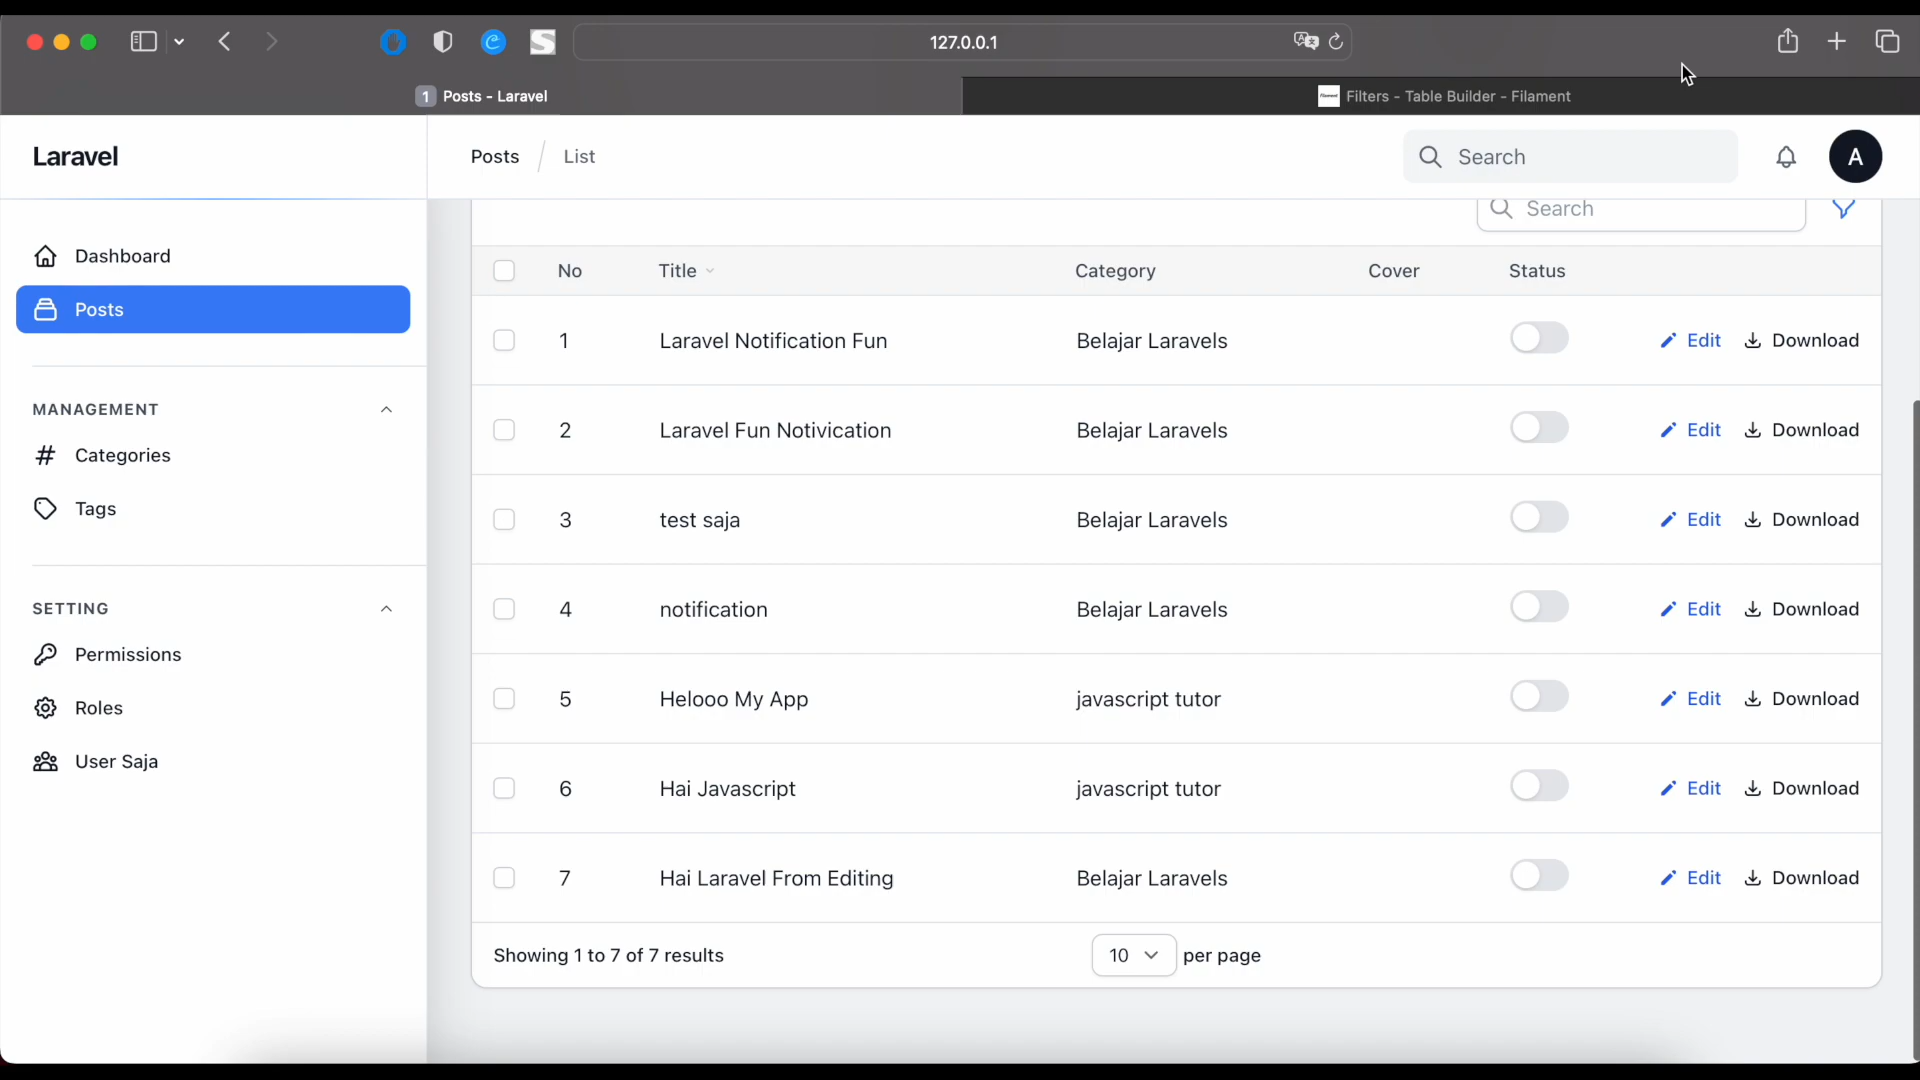 127.0.0.1
1 Posts - Laravel
Filters - Table Builder - Filament
Laravel
Posts / List
Search
A
Dashboard
Posts
MANAGEMENT
Categories
Tags
SETTING
Permissions
Roles
User Saja
Search
No Title Category Cover Status
1 Laravel Notification Fun Belajar Laravels Edit Download
2 Laravel Fun Notivication Belajar Laravels Edit Download
3 test saja Belajar Laravels Edit Download
4 notification Belajar Laravels Edit Download
5 Helooo My App javascript tutor Edit Download
6 Hai Javascript javascript tutor Edit Download
7 Hai Laravel From Editing Belajar Laravels Edit Download
Showing 1 to 7 of 7 results 10 per page